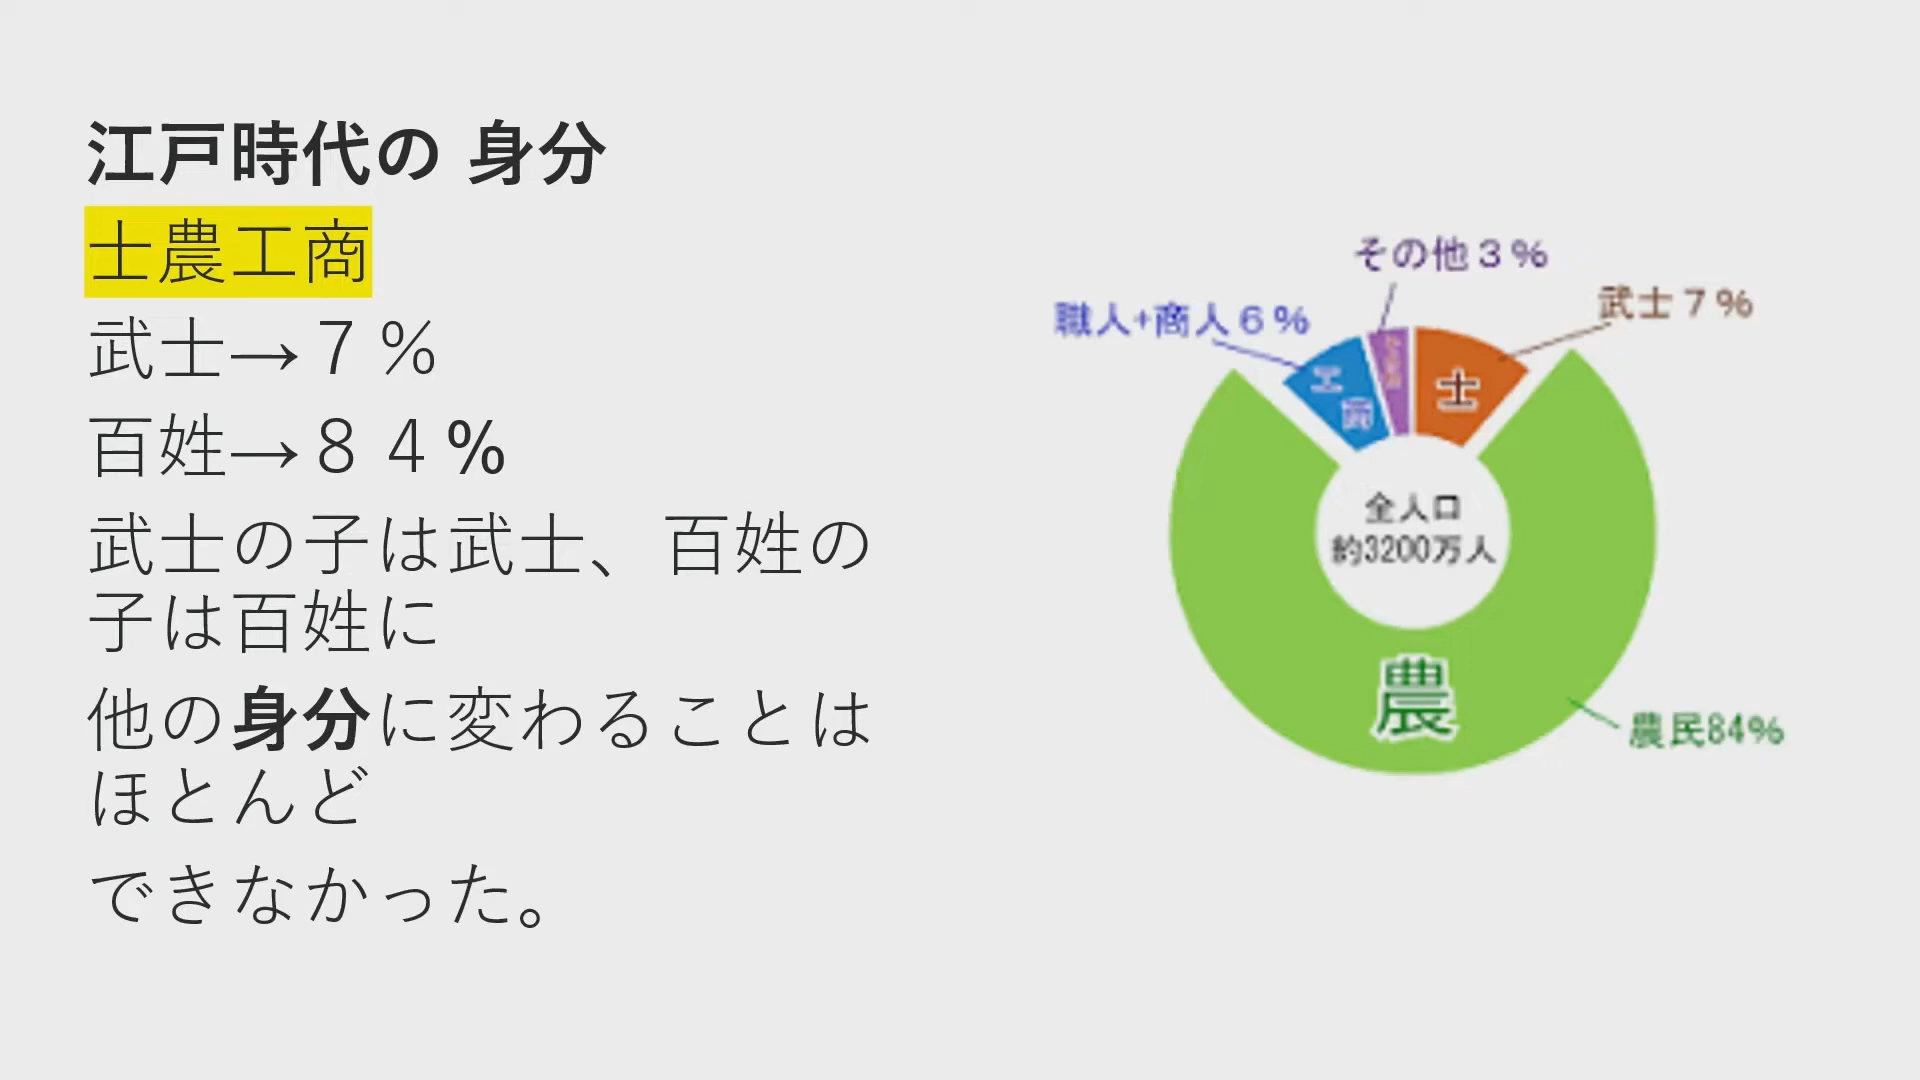 江戸時代の 身分
士農工商
武士→７％
百姓→８４%
武士の子は武士、百姓の
子は百姓に
他の身分に変わることは
ほとんど
できなかった。
その他３%
職人+商人６%
武士７%
工
商
士
全人口
約3200万人
農
農民84%